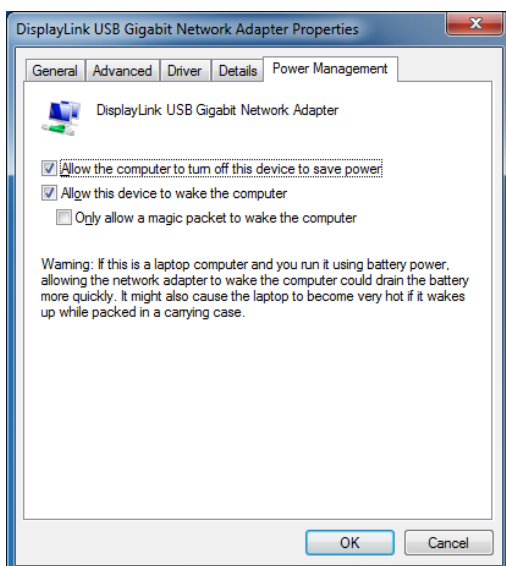 DisplayLink USB Gigabit Network Adapter Properties
X
General Advanced Driver Details Power Management
DisplayLink USB Gigabit Network Adapter
Allow the computer to turn off this device to save power
Allow this device to wake the computer
Only allow a magic packet to wake the computer
Warning: If this is a laptop computer and you run it using battery power,
allowing the network adapter to wake the computer could drain the battery
more quickly. It might also cause the laptop to become very hot if it wakes
up while packed in a carrying case.
OK Cancel